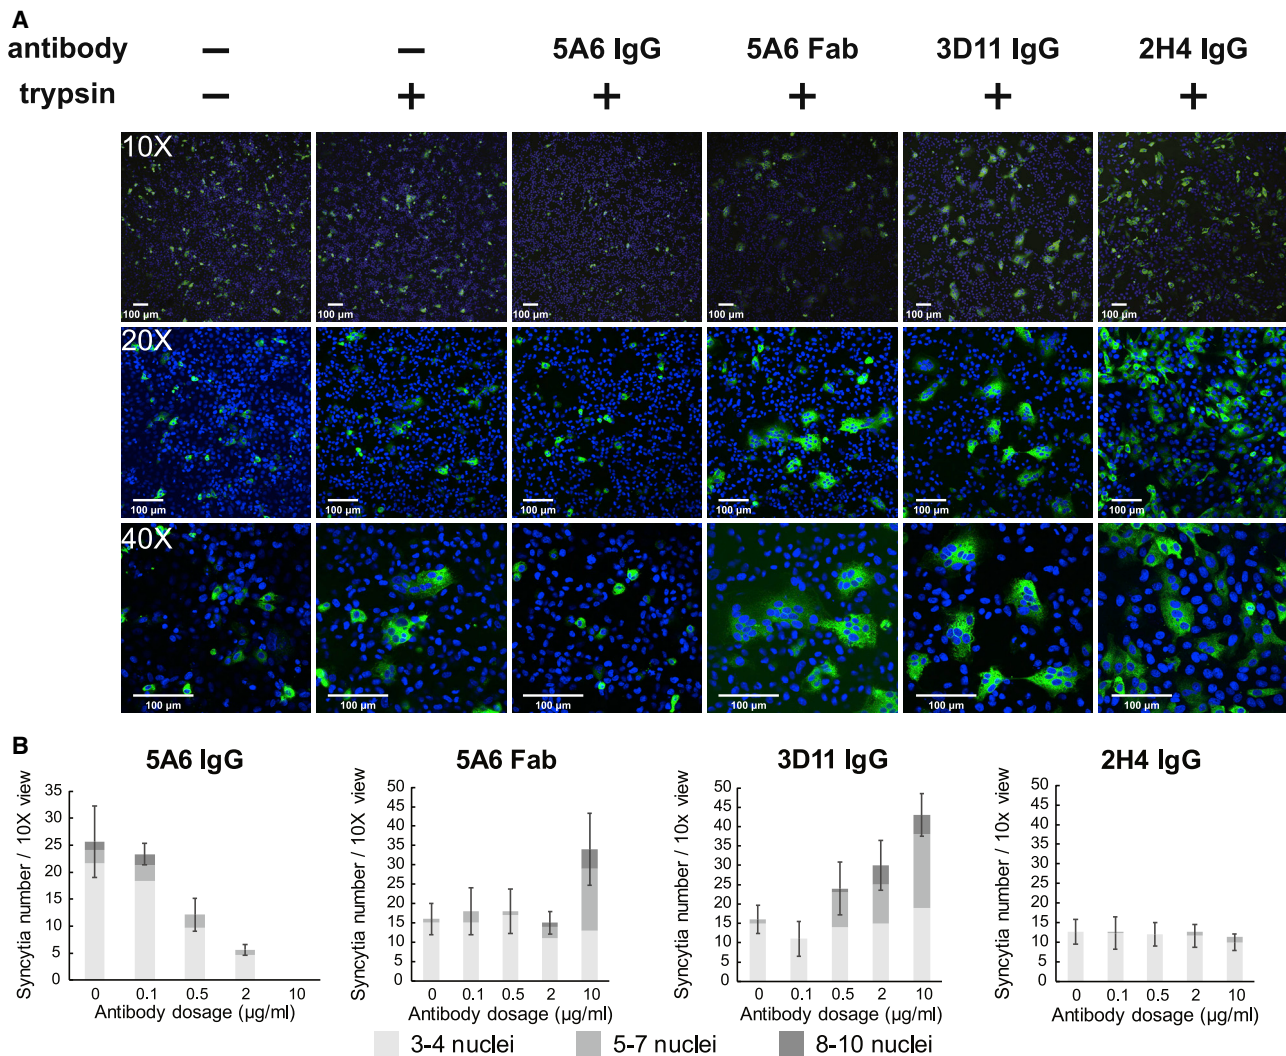 A
antibody − − 5A6 IgG 5A6 Fab 3D11 IgG 2H4 IgG
trypsin − + + + + +
10X
100 µm 100 µm 100 µm 100 µm 100 µm 100 µm
20X
100 µm 100 µm 100 µm 100 µm 100 µm 100 µm
40X
100 µm 100 µm 100 µm 100 µm 100 µm 100 µm
B
5A6 IgG
Syncytia number / 10X view
35
30
25
20
15
10
5
0
0 0.1 0.5 2 10
Antibody dosage (µg/ml)
5A6 Fab
Syncytia number / 10X view
50
45
40
35
30
25
20
15
10
5
0
0 0.1 0.5 2 10
Antibody dosage (µg/ml)
3D11 IgG
Syncytia number / 10x view
50
45
40
35
30
25
20
15
10
5
0
0 0.1 0.5 2 10
Antibody dosage (µg/ml)
2H4 IgG
Syncytia number / 10x view
50
45
40
35
30
25
20
15
10
5
0
0 0.1 0.5 2 10
Antibody dosage (µg/ml)
3-4 nuclei 5-7 nuclei 8-10 nuclei